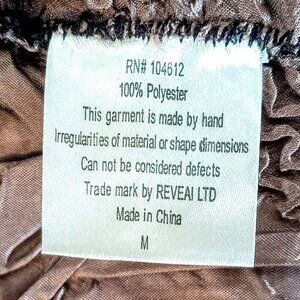 RN# 104612
100% Polyester
This garment is made by hand
Irregularities of material or shape dimensions
Can not be considered defects
Trade mark by REVEAI LTD
Made in China
M